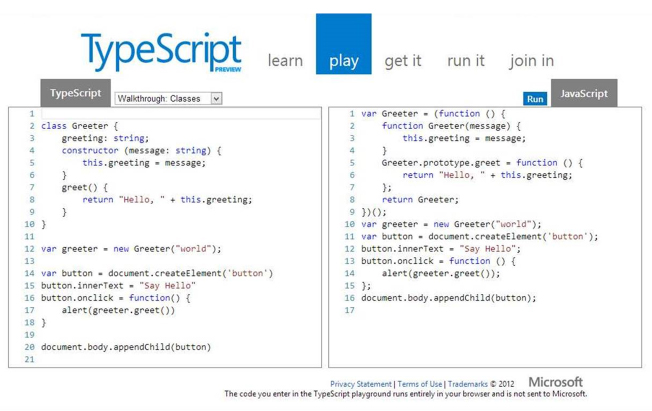 TypeScript
PREVIEW
learn play get it run it join in
TypeScript
Walkthrough: Classes
Run
JavaScript
1
2 class Greeter {
3     greeting: string;
4     constructor (message: string) {
5         this.greeting = message;
6     }
7     greet() {
8         return "Hello, " + this.greeting;
9     }
10 }
11
12 var greeter = new Greeter("world");
13
14 var button = document.createElement('button')
15 button.innerText = "Say Hello"
16 button.onclick = function() {
17     alert(greeter.greet())
18 }
19
20 document.body.appendChild(button)
21
1 var Greeter = (function () {
2     function Greeter(message) {
3         this.greeting = message;
4     }
5     Greeter.prototype.greet = function () {
6         return "Hello, " + this.greeting;
7     };
8     return Greeter;
9 })();
10 var greeter = new Greeter("world");
11 var button = document.createElement('button');
12 button.innerText = "Say Hello";
13 button.onclick = function () {
14     alert(greeter.greet());
15 };
16 document.body.appendChild(button);
17
Privacy Statement | Terms of Use | Trademarks © 2012 Microsoft
The code you enter in the TypeScript playground runs entirely in your browser and is not sent to Microsoft.